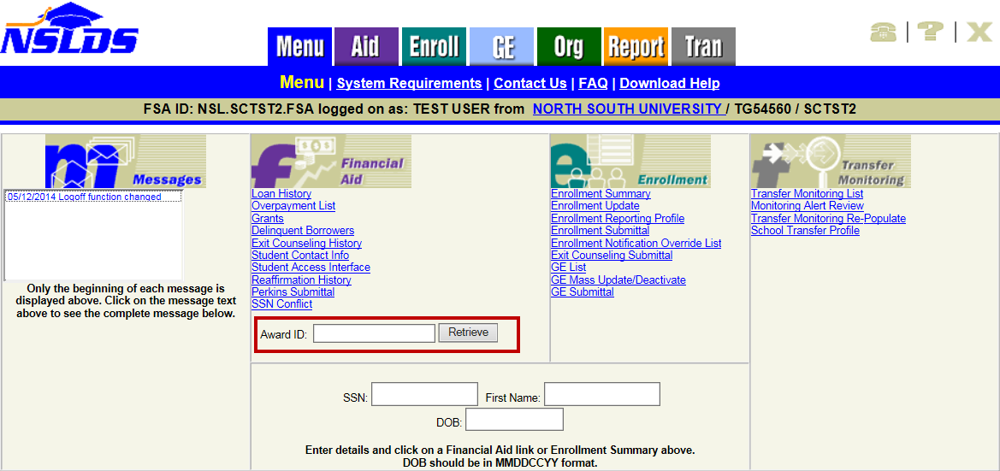 NSLDS
Menu Aid Enroll GE Org Report Tran
Menu | System Requirements | Contact Us | FAQ | Download Help
FSA ID: NSL.SCTST2.FSA logged on as: TEST USER from NORTH SOUTH UNIVERSITY / TG54560 / SCTST2
m Messages
05/12/2014 Logoff function changed
Only the beginning of each message is
displayed above. Click on the message text
above to see the complete message below.
f Financial
Aid
Loan History
Overpayment List
Grants
Delinquent Borrowers
Exit Counseling History
Student Contact Info
Student Access Interface
Reaffirmation History
Perkins Submittal
SSN Conflict
Award ID: Retrieve
e Enrollment
Enrollment Summary
Enrollment Update
Enrollment Reporting Profile
Enrollment Submittal
Enrollment Notification Override List
Exit Counseling Submittal
GE List
GE Mass Update/Deactivate
GE Submittal
t Transfer
Monitoring
Transfer Monitoring List
Monitoring Alert Review
Transfer Monitoring Re-Populate
School Transfer Profile
SSN: First Name:
DOB:
Enter details and click on a Financial Aid link or Enrollment Summary above.
DOB should be in MMDDCCYY format.